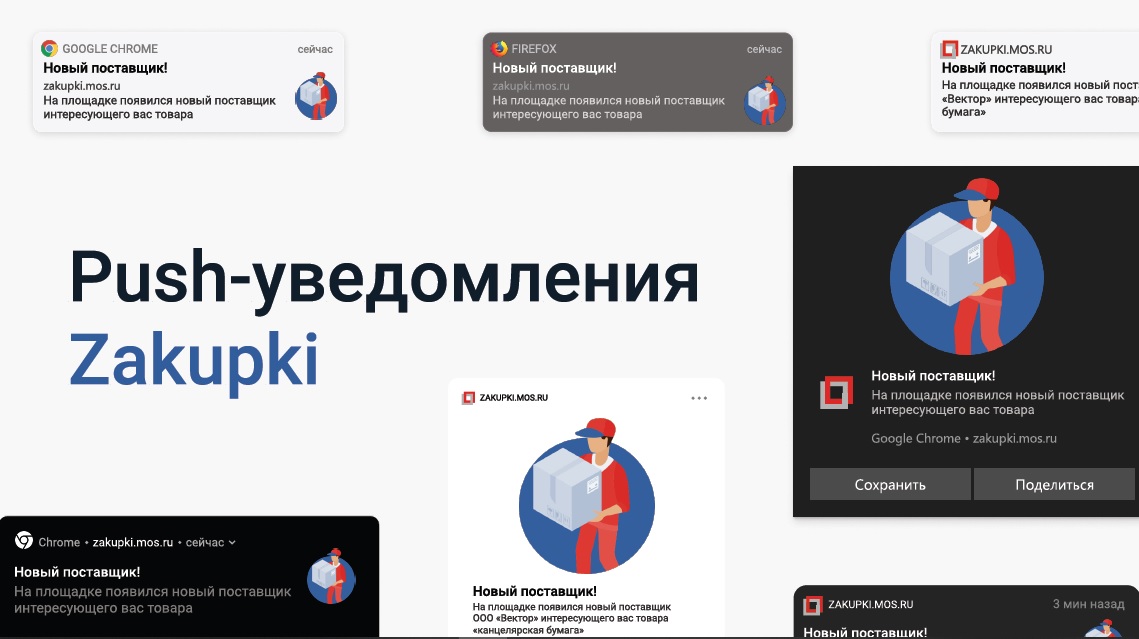 GOOGLE CHROME сейчас
Новый поставщик!
zakupki.mos.ru
На площадке появился новый поставщик
интересующего вас товара
FIREFOX сейчас
Новый поставщик!
zakupki.mos.ru
На площадке появился новый поставщик
интересующего вас товара
ZAKUPKI.MOS.RU
Новый поставщик!
На площадке появился новый пост
«Вектор» интересующего вас товара
бумага»
Push-уведомления
Zakupki
Новый поставщик!
На площадке появился новый поставщик
интересующего вас товара
Google Chrome • zakupki.mos.ru
Сохранить Поделиться
ZAKUPKI.MOS.RU
Новый поставщик!
На площадке появился новый поставщик
ООО «Вектор» интересующего вас товара
«канцелярская бумага»
Chrome • zakupki.mos.ru • сейчас
Новый поставщик!
На площадке появился новый поставщик
интересующего вас товара
ZAKUPKI.MOS.RU 3 мин назад
Новый поставщик!